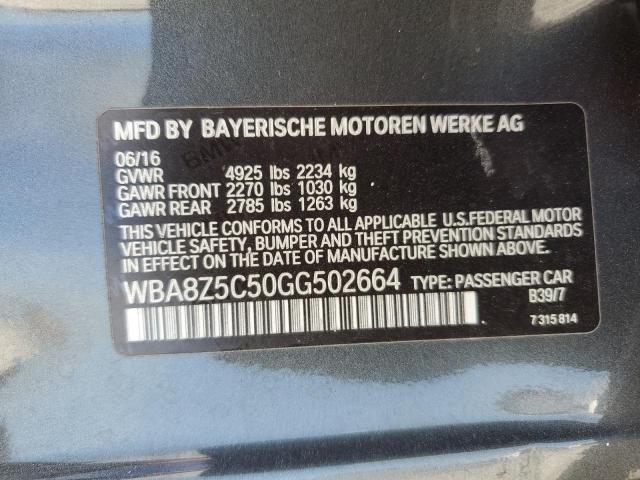 MFD BY BAYERISCHE MOTOREN WERKE AG
06/16
GVWR 4925 lbs 2234 kg
GAWR FRONT 2270 lbs 1030 kg
GAWR REAR 2785 lbs 1263 kg
THIS VEHICLE CONFORMS TO ALL APPLICABLE U.S.FEDERAL MOTOR
VEHICLE SAFETY, BUMPER AND THEFT PREVENTION STANDARDS
IN EFFECT ON THE DATE OF MANUFACTURE SHOWN ABOVE.
WBA8Z5C50GG502664 TYPE: PASSENGER CAR
B39/7
7 315 814